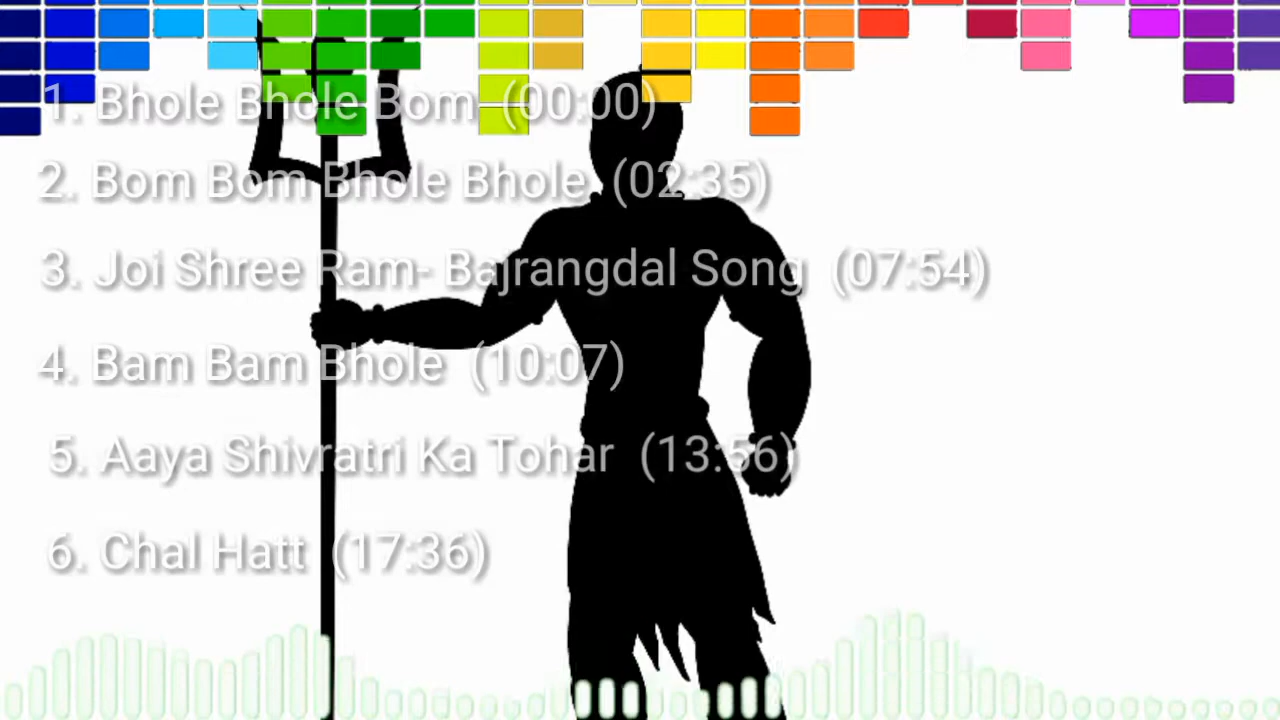 1. Bhole Bhole Bom (00:00)
2. Bom Bom Bhole Bhole (02:35)
3. Joi Shree Ram- Bajrangdal Song (07:54)
4. Bam Bam Bhole (10:07)
5. Aaya Shivratri Ka Tohar (13:56)
6. Chal Hatt (17:36)